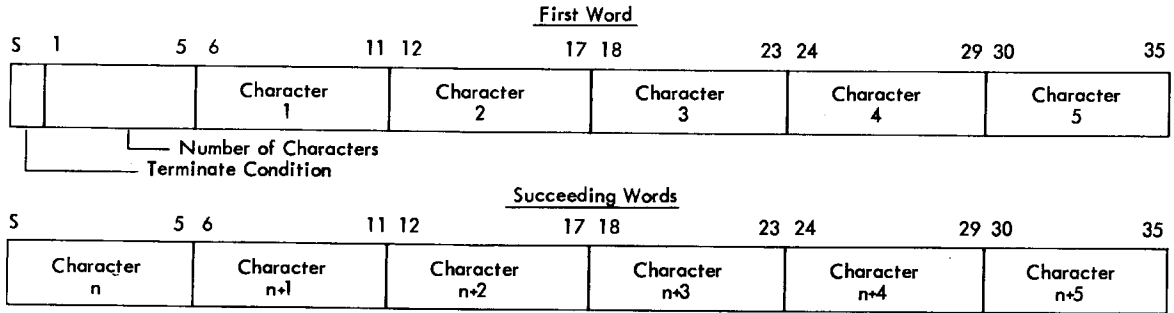 First Word
S 1 5 6 11 12 17 18 23 24 29 30 35
Character Character Character Character Character
1 2 3 4 5
Number of Characters
Terminate Condition
Succeeding Words
S 5 6 11 12 17 18 23 24 29 30 35
Character Character Character Character Character Character
n n+1 n+2 n+3 n+4 n+5